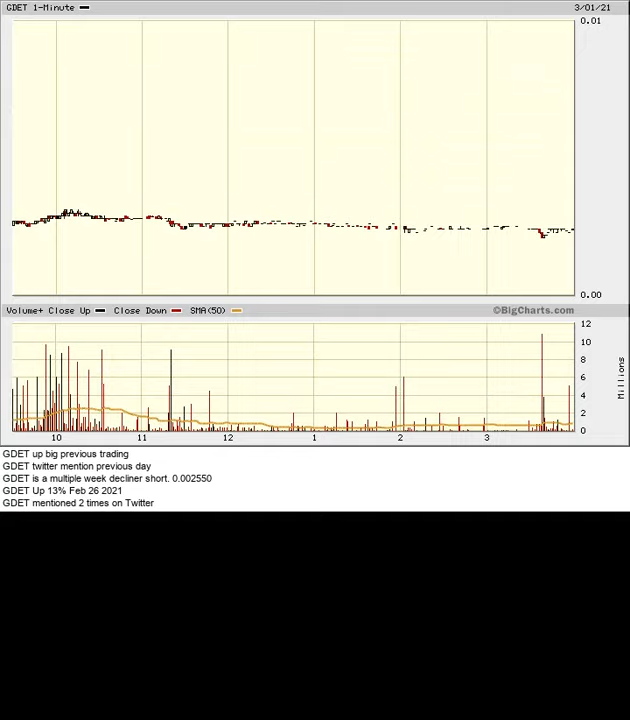 GDET 1-Minute 3/01/21
0.01
0.00
Volume+ Close Up Close Down SMA(50) ©BigCharts.com
12
10
8
6
4
2
0
Millions
10 11 12 1 2 3
GDET up big previous trading
GDET twitter mention previous day
GDET is a multiple week decliner short. 0.002550
GDET Up 13% Feb 26 2021
GDET mentioned 2 times on Twitter